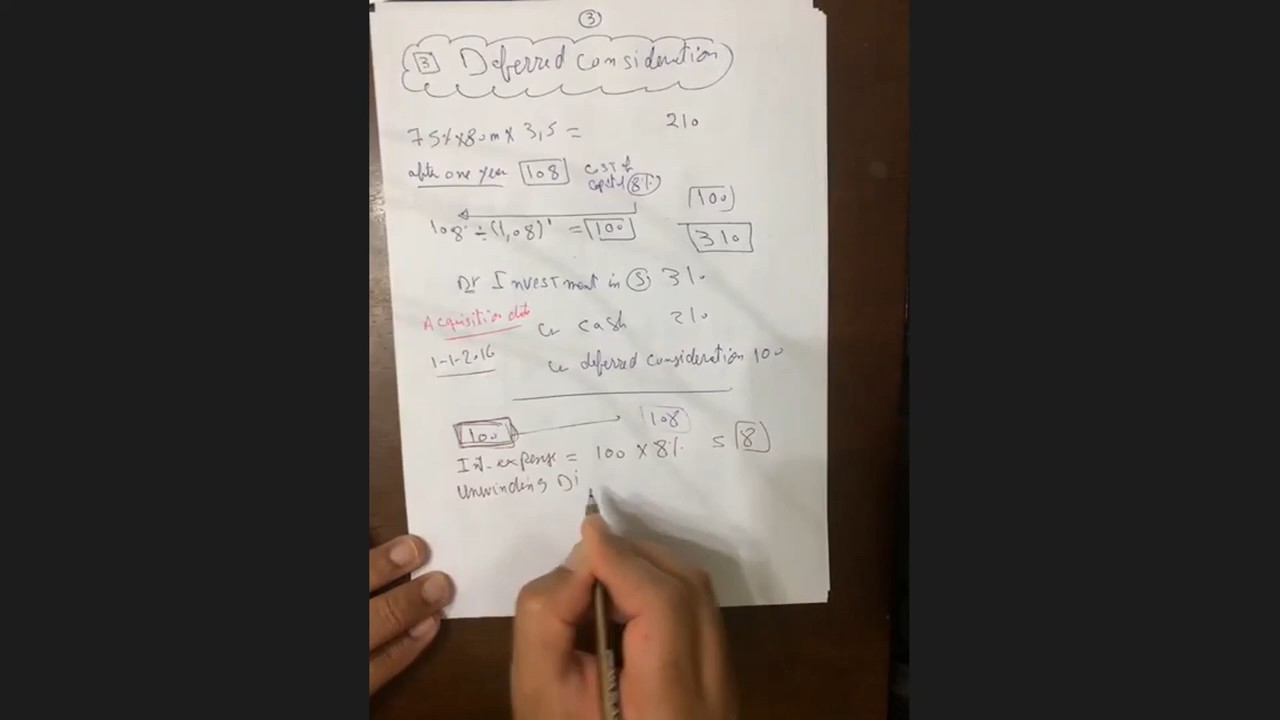 3
3 Deferred consideration
75% x 80m x 3,5 = 210
after one year 108 cost of
capital 8%
100
108 ÷ (1,08)¹ = 100
310
Dr Investment in S 310
Acquisition date
Cr cash 210
1-1-2016
Cr deferred consideration 100
100 108
Int-expense = 100 x 8% = 8
Unwinding Di